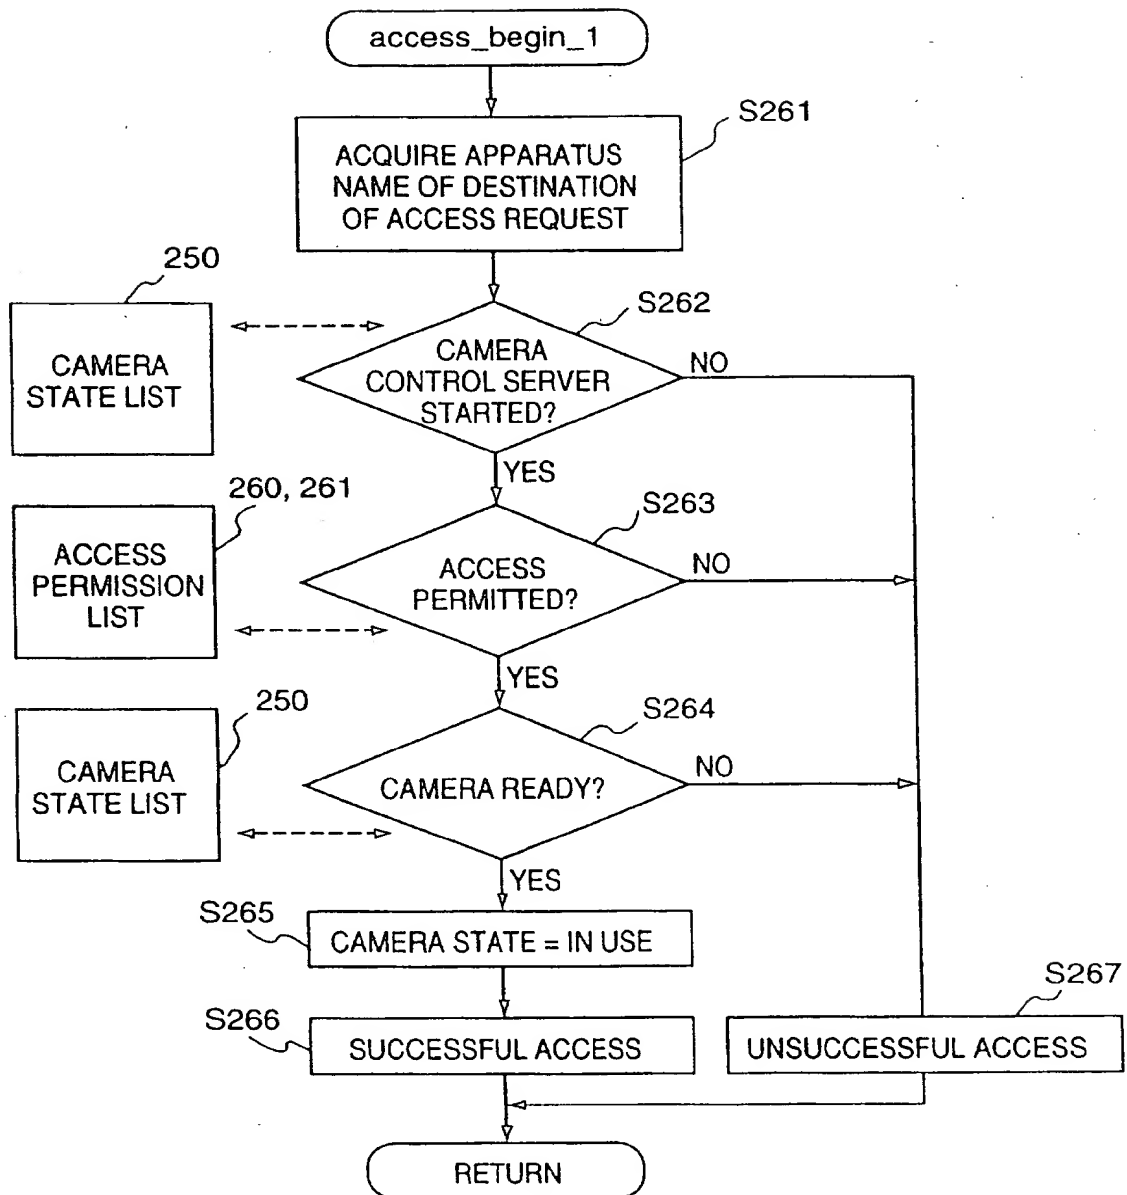 access_begin_1
S261
ACQUIRE APPARATUS
NAME OF DESTINATION
OF ACCESS REQUEST
250
CAMERA
STATE LIST
S262
CAMERA
CONTROL SERVER
STARTED?
NO
YES
260, 261
ACCESS
PERMISSION
LIST
S263
ACCESS
PERMITTED?
NO
YES
250
CAMERA
STATE LIST
S264
CAMERA READY?
NO
YES
S265
CAMERA STATE = IN USE
S266
SUCCESSFUL ACCESS
S267
UNSUCCESSFUL ACCESS
RETURN